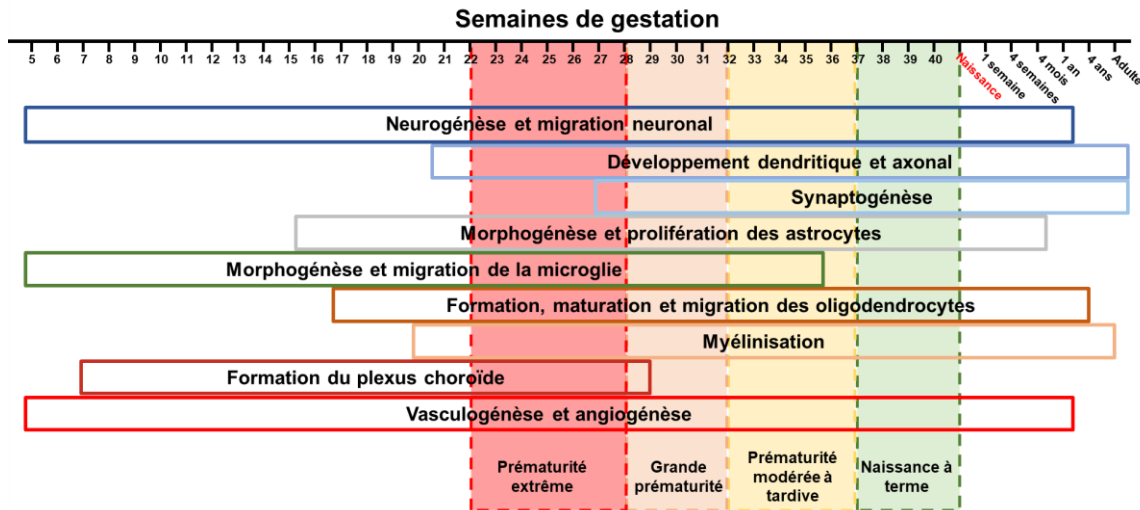 Semaines de gestation
5 6 7 8 9 10 11 12 13 14 15 16 17 18 19 20 21 22 23 24 25 26 27 28 29 30 31 32 33 34 35 36 37 38 39 40 Naissance 1 semaine 4 semaines 4 mois 1 an 4 ans Adulte
Neurogénèse et migration neuronal
Développement dendritique et axonal
Synaptogénèse
Morphogénèse et prolifération des astrocytes
Morphogénèse et migration de la microglie
Formation, maturation et migration des oligodendrocytes
Myélinisation
Formation du plexus choroïde
Vasculogénèse et angiogénèse
Prématurité
extrême
Grande
prématurité
Prématurité
modérée à
tardive
Naissance à
terme